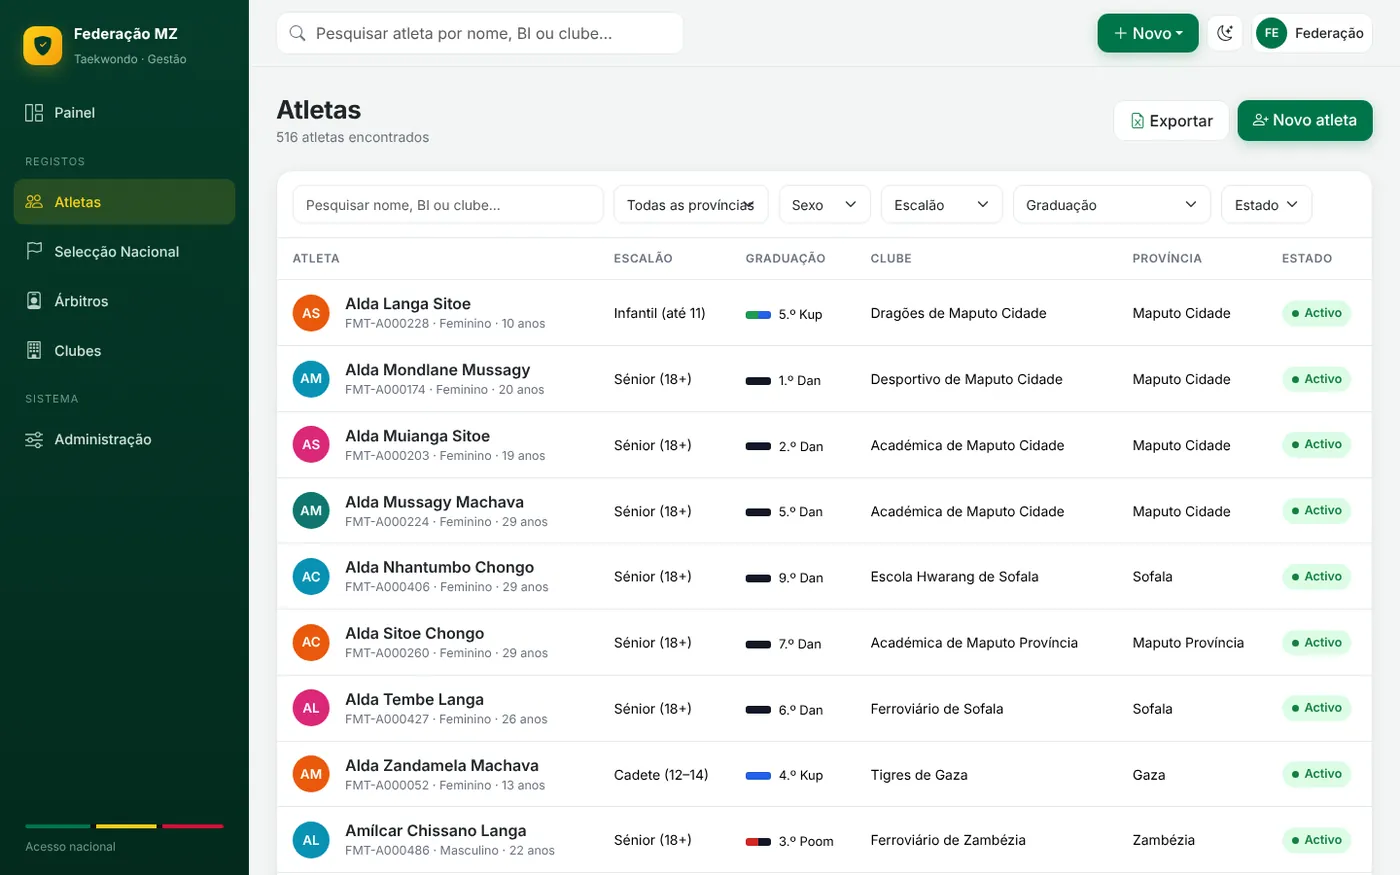 Federação MZ
Taekwondo · Gestão
Painel
REGISTOS
Atletas
Selecção Nacional
Árbitros
Clubes
SISTEMA
Administração
Acesso nacional
Pesquisar atleta por nome, BI ou clube...
Novo
FE
Federação
Atletas
516 atletas encontrados
Exportar
Novo atleta
Pesquisar nome, BI ou clube...
Todas as províncias
Sexo
Escalão
Graduação
Estado
ATLETA ESCALÃO GRADUAÇÃO CLUBE PROVÍNCIA ESTADO
AS Alda Langa Sitoe Infantil (até 11) 5.º Kup Dragões de Maputo Cidade Maputo Cidade Activo
FMT-A000228 · Feminino · 10 anos
AM Alda Mondlane Mussagy Sénior (18+) 1.º Dan Desportivo de Maputo Cidade Maputo Cidade Activo
FMT-A000174 · Feminino · 20 anos
AS Alda Muianga Sitoe Sénior (18+) 2.º Dan Académica de Maputo Cidade Maputo Cidade Activo
FMT-A000203 · Feminino · 19 anos
AM Alda Mussagy Machava Sénior (18+) 5.º Dan Académica de Maputo Cidade Maputo Cidade Activo
FMT-A000224 · Feminino · 29 anos
AC Alda Nhantumbo Chongo Sénior (18+) 9.º Dan Escola Hwarang de Sofala Sofala Activo
FMT-A000406 · Feminino · 29 anos
AC Alda Sitoe Chongo Sénior (18+) 7.º Dan Académica de Maputo Província Maputo Província Activo
FMT-A000260 · Feminino · 29 anos
AL Alda Tembe Langa Sénior (18+) 6.º Dan Ferroviário de Sofala Sofala Activo
FMT-A000427 · Feminino · 26 anos
AM Alda Zandamela Machava Cadete (12–14) 4.º Kup Tigres de Gaza Gaza Activo
FMT-A000052 · Feminino · 13 anos
AL Amílcar Chissano Langa Sénior (18+) 3.º Poom Ferroviário de Zambézia Zambézia Activo
FMT-A000486 · Masculino · 22 anos